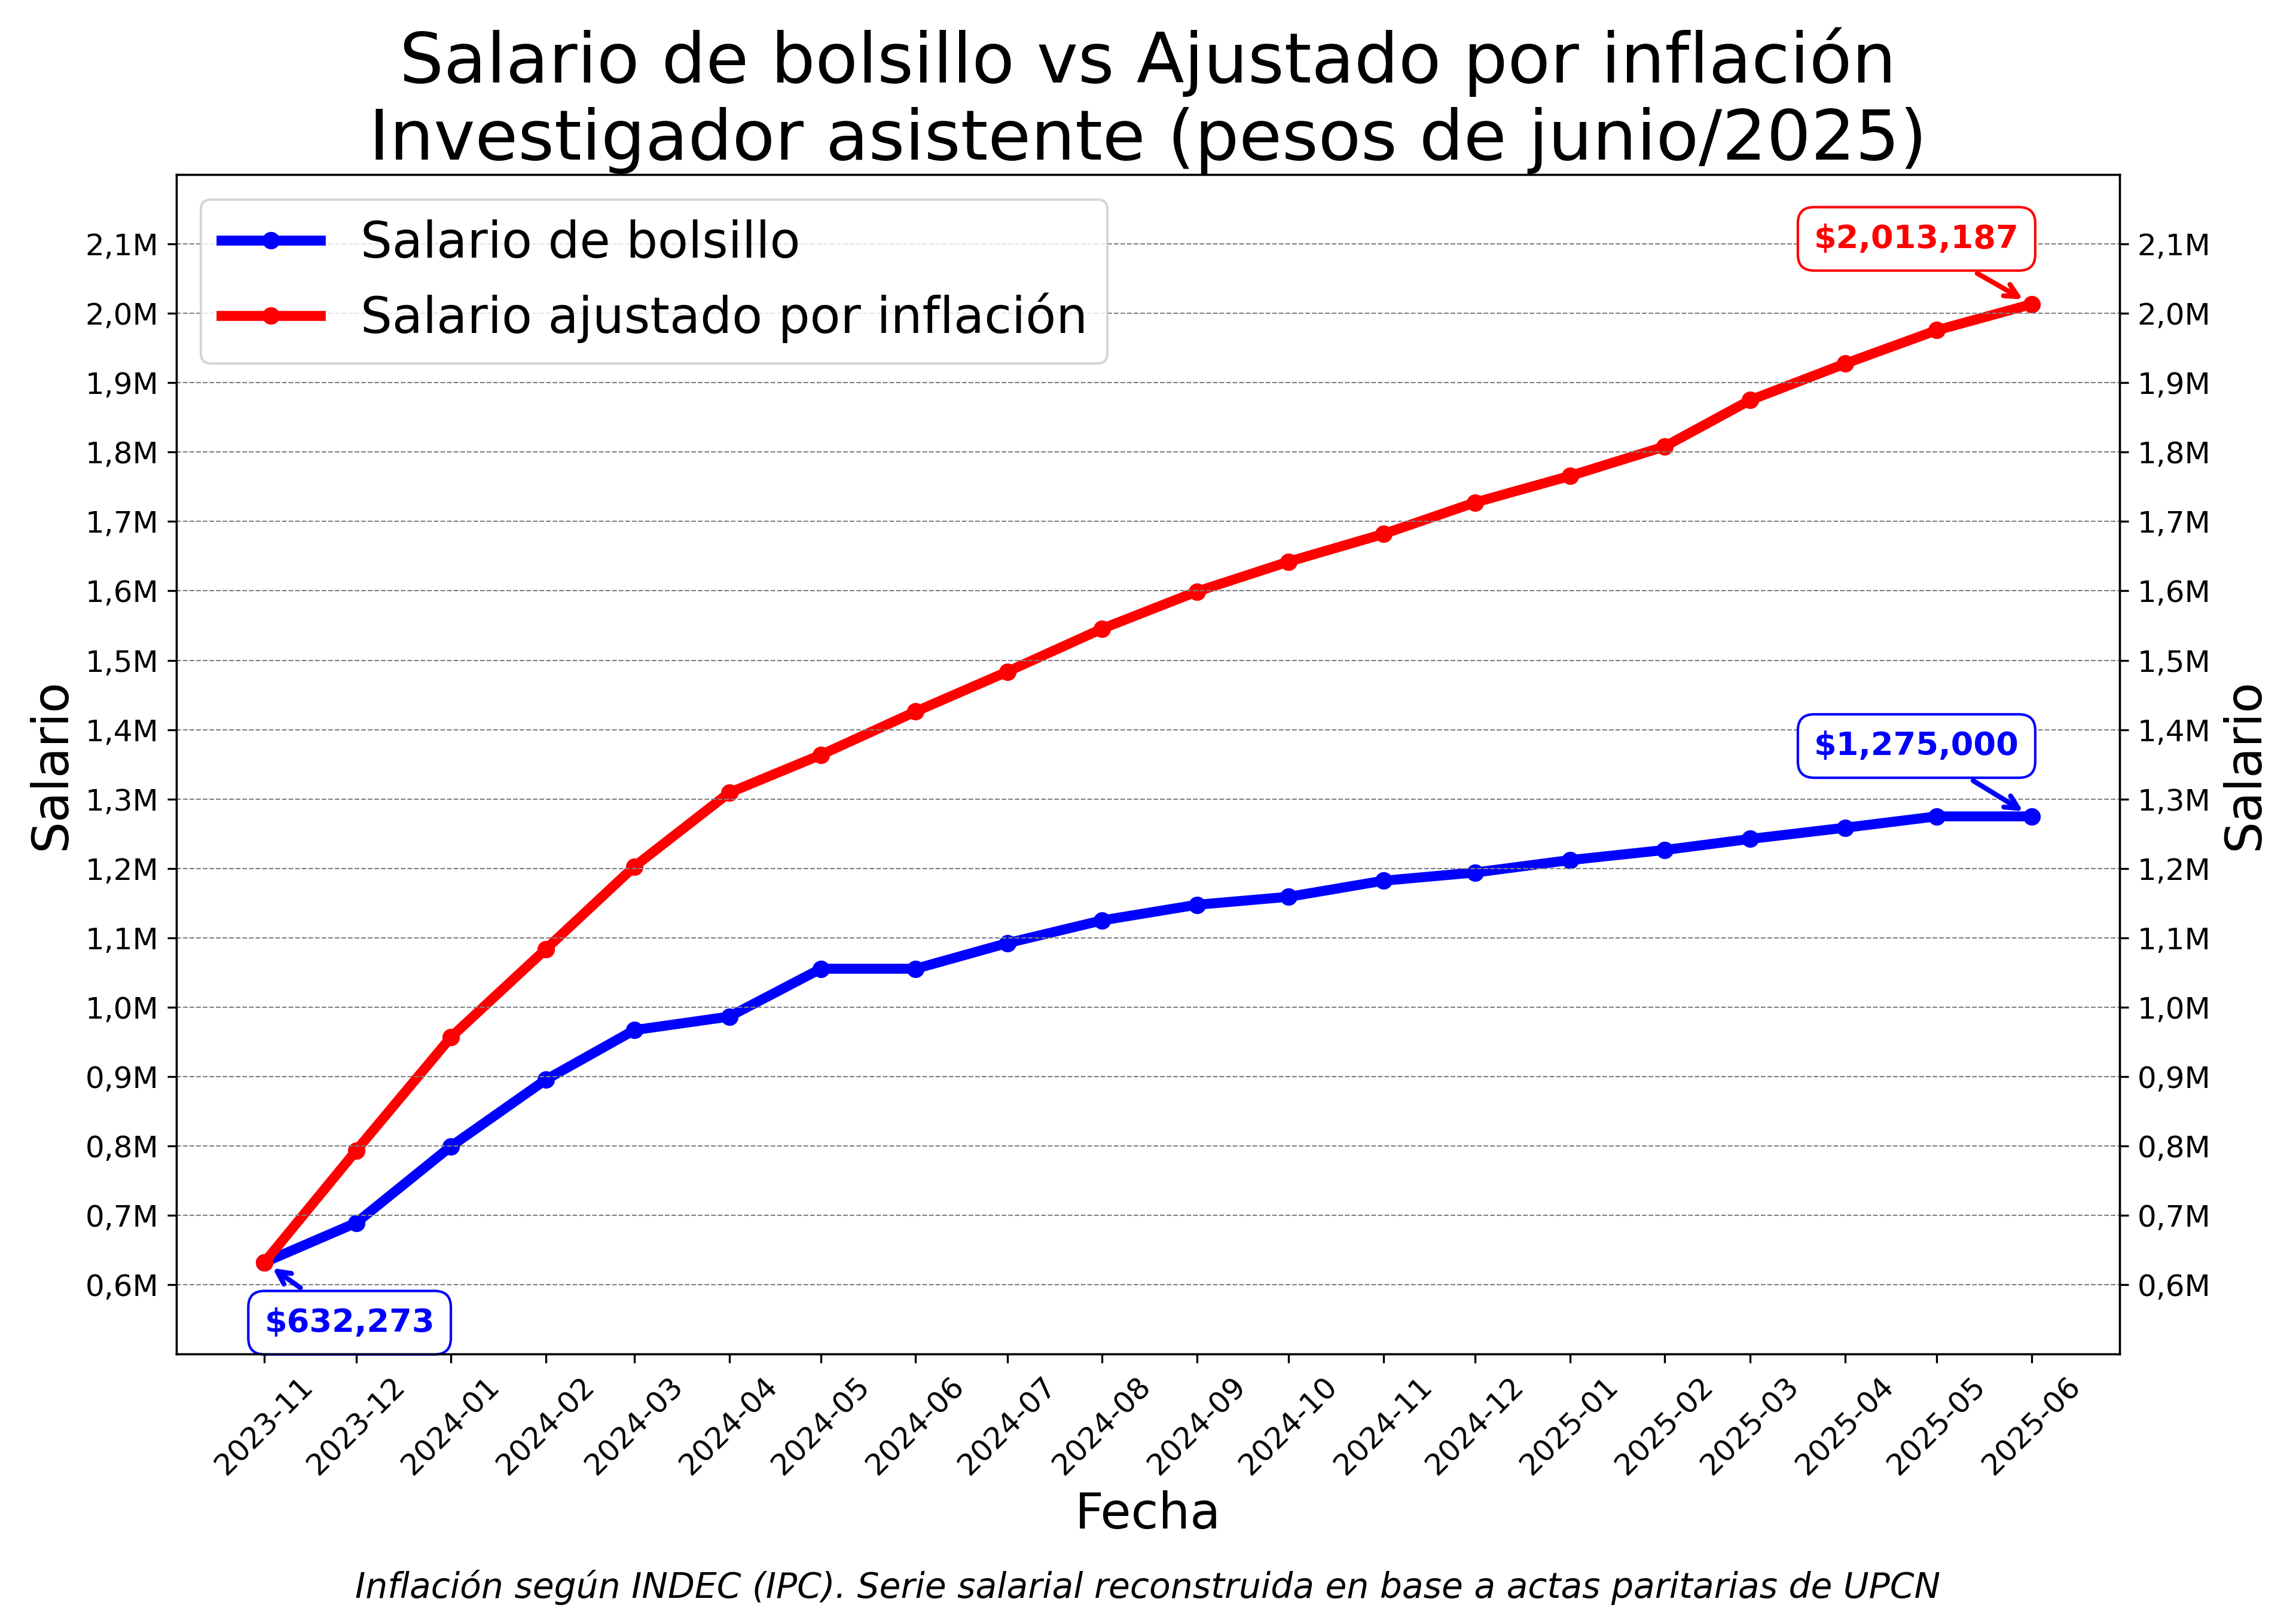 Salario de bolsillo vs Ajustado por inflación
Investigador asistente (pesos de junio/2025)
Salario de bolsillo
Salario ajustado por inflación
$2,013,187
$1,275,000
$632,273
2,1M
2,0M
1,9M
1,8M
1,7M
1,6M
1,5M
1,4M
1,3M
1,2M
1,1M
1,0M
0,9M
0,8M
0,7M
0,6M
Salario
2,1M
2,0M
1,9M
1,8M
1,7M
1,6M
1,5M
1,4M
1,3M
1,2M
1,1M
1,0M
0,9M
0,8M
0,7M
0,6M
Salario
2023-11
2023-12
2024-01
2024-02
2024-03
2024-04
2024-05
2024-06
2024-07
2024-08
2024-09
2024-10
2024-11
2024-12
2025-01
2025-02
2025-03
2025-04
2025-05
2025-06
Fecha
Inflación según INDEC (IPC). Serie salarial reconstruida en base a actas paritarias de UPCN